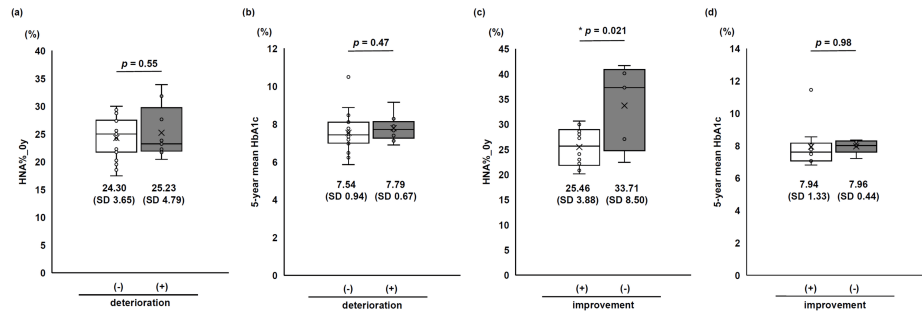 (a)
(%)
HNA%_0y
40
35
30
25
20
15
10
5
0
p = 0.55
24.30
(SD 3.65)
25.23
(SD 4.79)
(-)
(+)
deterioration
(b)
(%)
5-year mean HbA1c
12
10
8
6
4
2
0
p = 0.47
7.54
(SD 0.94)
7.79
(SD 0.67)
(-)
(+)
deterioration
(c)
(%)
HNA%_0y
45
40
35
30
25
20
15
10
5
0
* p = 0.021
25.46
(SD 3.88)
33.71
(SD 8.50)
(+)
(-)
improvement
(d)
(%)
5-year mean HbA1c
14
12
10
8
6
4
2
0
p = 0.98
7.94
(SD 1.33)
7.96
(SD 0.44)
(+)
(-)
improvement